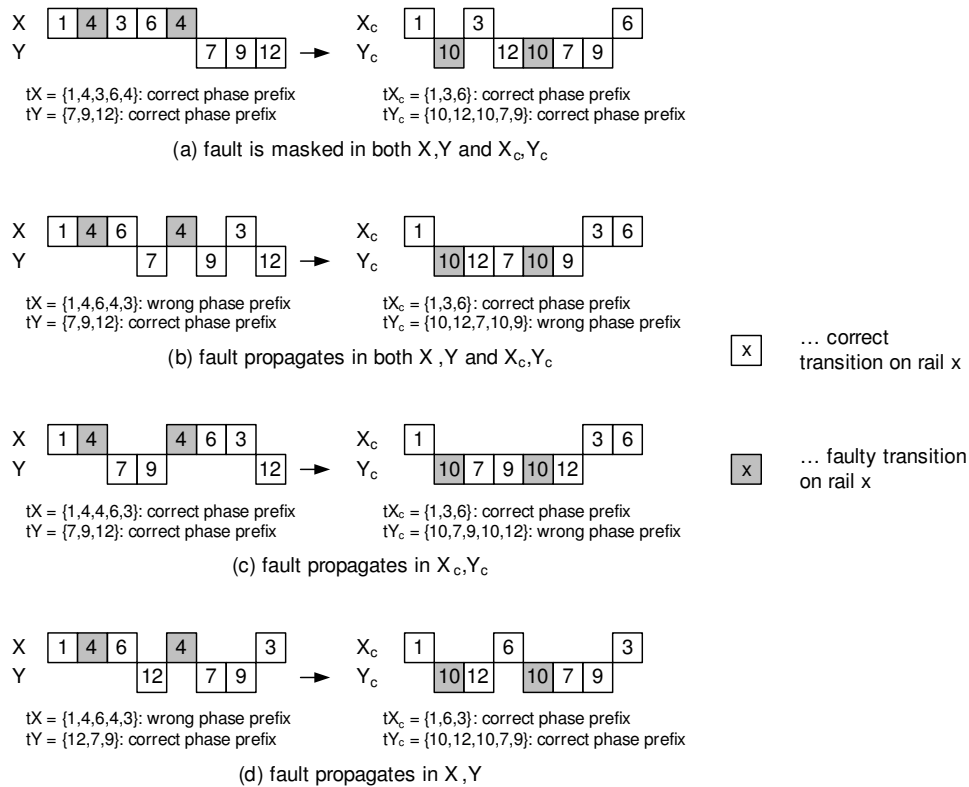 X 1 4 3 6 4 X_c 1 3 6
Y 7 9 12 Y_c 10 12 10 7 9
tX = {1,4,3,6,4}: correct phase prefix tX_c = {1,3,6}: correct phase prefix
tY = {7,9,12}: correct phase prefix tY_c = {10,12,10,7,9}: correct phase prefix
(a) fault is masked in both X,Y and X_c,Y_c
X 1 4 6 4 3 X_c 1 3 6
Y 7 9 12 Y_c 10 12 7 10 9
tX = {1,4,6,4,3}: wrong phase prefix tX_c = {1,3,6}: correct phase prefix
tY = {7,9,12}: correct phase prefix tY_c = {10,12,7,10,9}: wrong phase prefix
(b) fault propagates in both X ,Y and X_c,Y_c
x ... correct
transition on rail x
X 1 4 4 6 3 X_c 1 3 6
Y 7 9 12 Y_c 10 7 9 10 12
tX = {1,4,4,6,3}: correct phase prefix tX_c = {1,3,6}: correct phase prefix
tY = {7,9,12}: correct phase prefix tY_c = {10,7,9,10,12}: wrong phase prefix
(c) fault propagates in X_c,Y_c
x ... faulty transition
on rail x
X 1 4 6 4 3 X_c 1 6 3
Y 12 7 9 Y_c 10 12 10 7 9
tX = {1,4,6,4,3}: wrong phase prefix tX_c = {1,6,3}: correct phase prefix
tY = {12,7,9}: correct phase prefix tY_c = {10,12,10,7,9}: correct phase prefix
(d) fault propagates in X ,Y